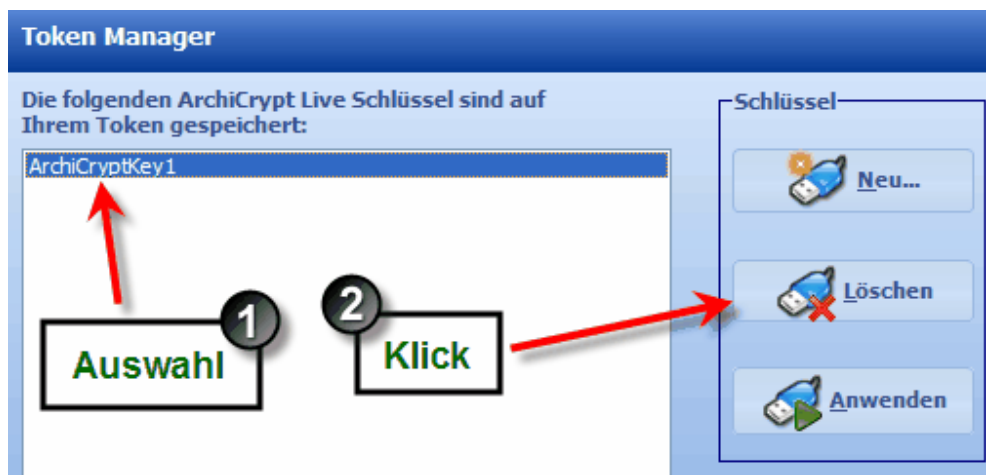 Token Manager
Die folgenden ArchiCrypt Live Schlüssel sind auf
Ihrem Token gespeichert:
ArchiCryptKey1
Schlüssel
Neu...
Löschen
Anwenden
1
Auswahl
2
Klick